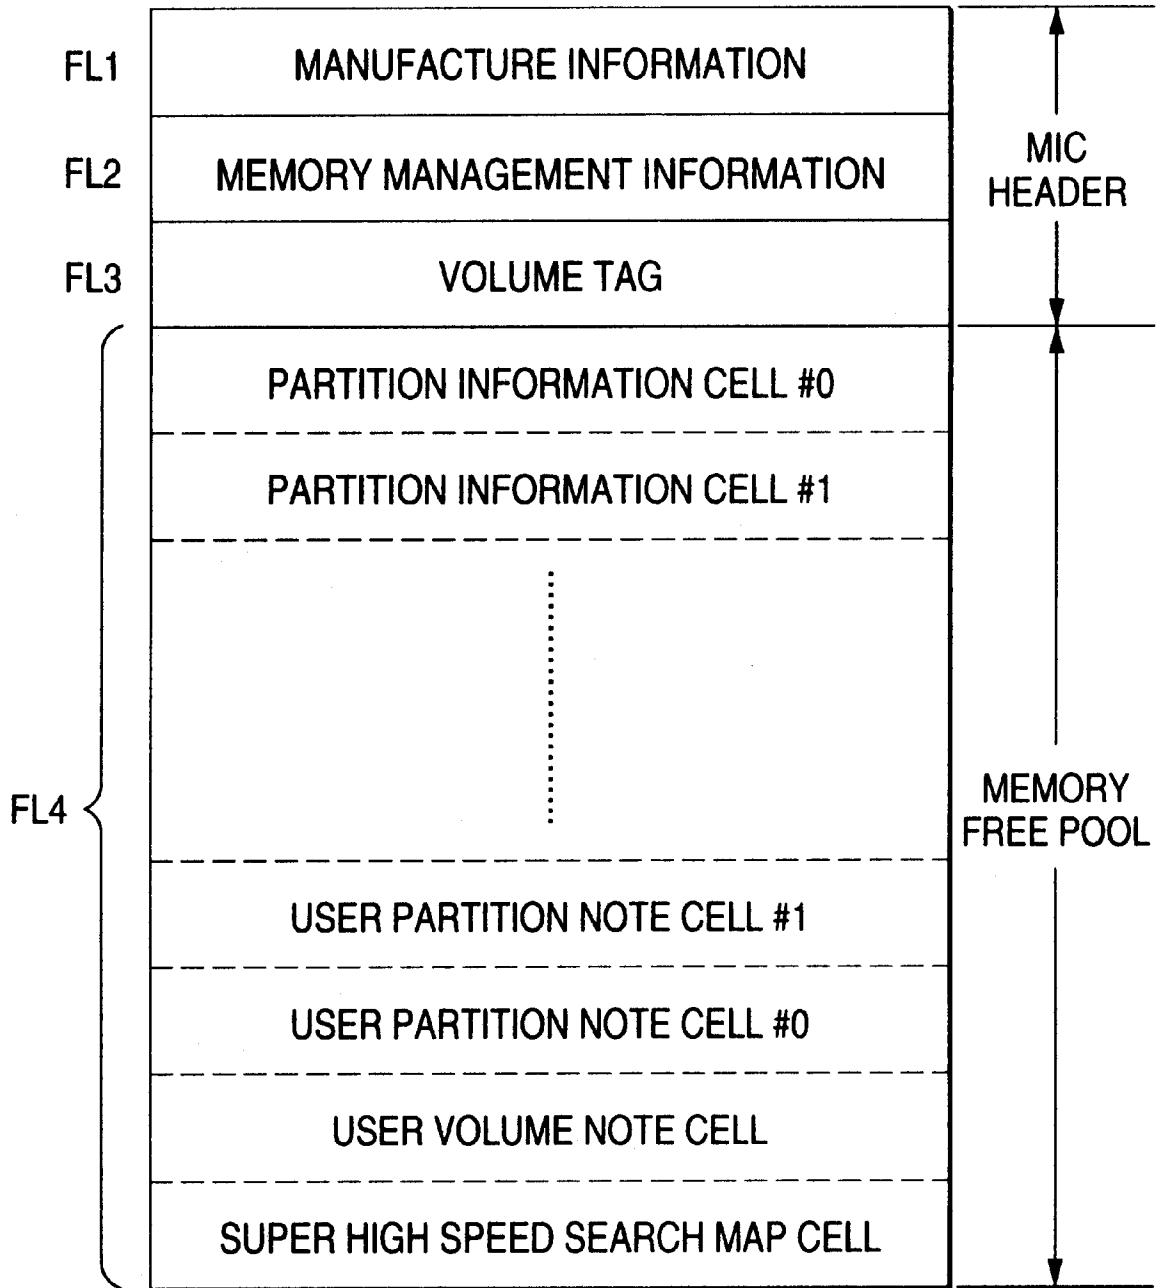 FL1
MANUFACTURE INFORMATION
FL2
MEMORY MANAGEMENT INFORMATION
FL3
VOLUME TAG
MIC
HEADER
FL4
PARTITION INFORMATION CELL #0
PARTITION INFORMATION CELL #1
USER PARTITION NOTE CELL #1
USER PARTITION NOTE CELL #0
USER VOLUME NOTE CELL
SUPER HIGH SPEED SEARCH MAP CELL
MEMORY
FREE POOL